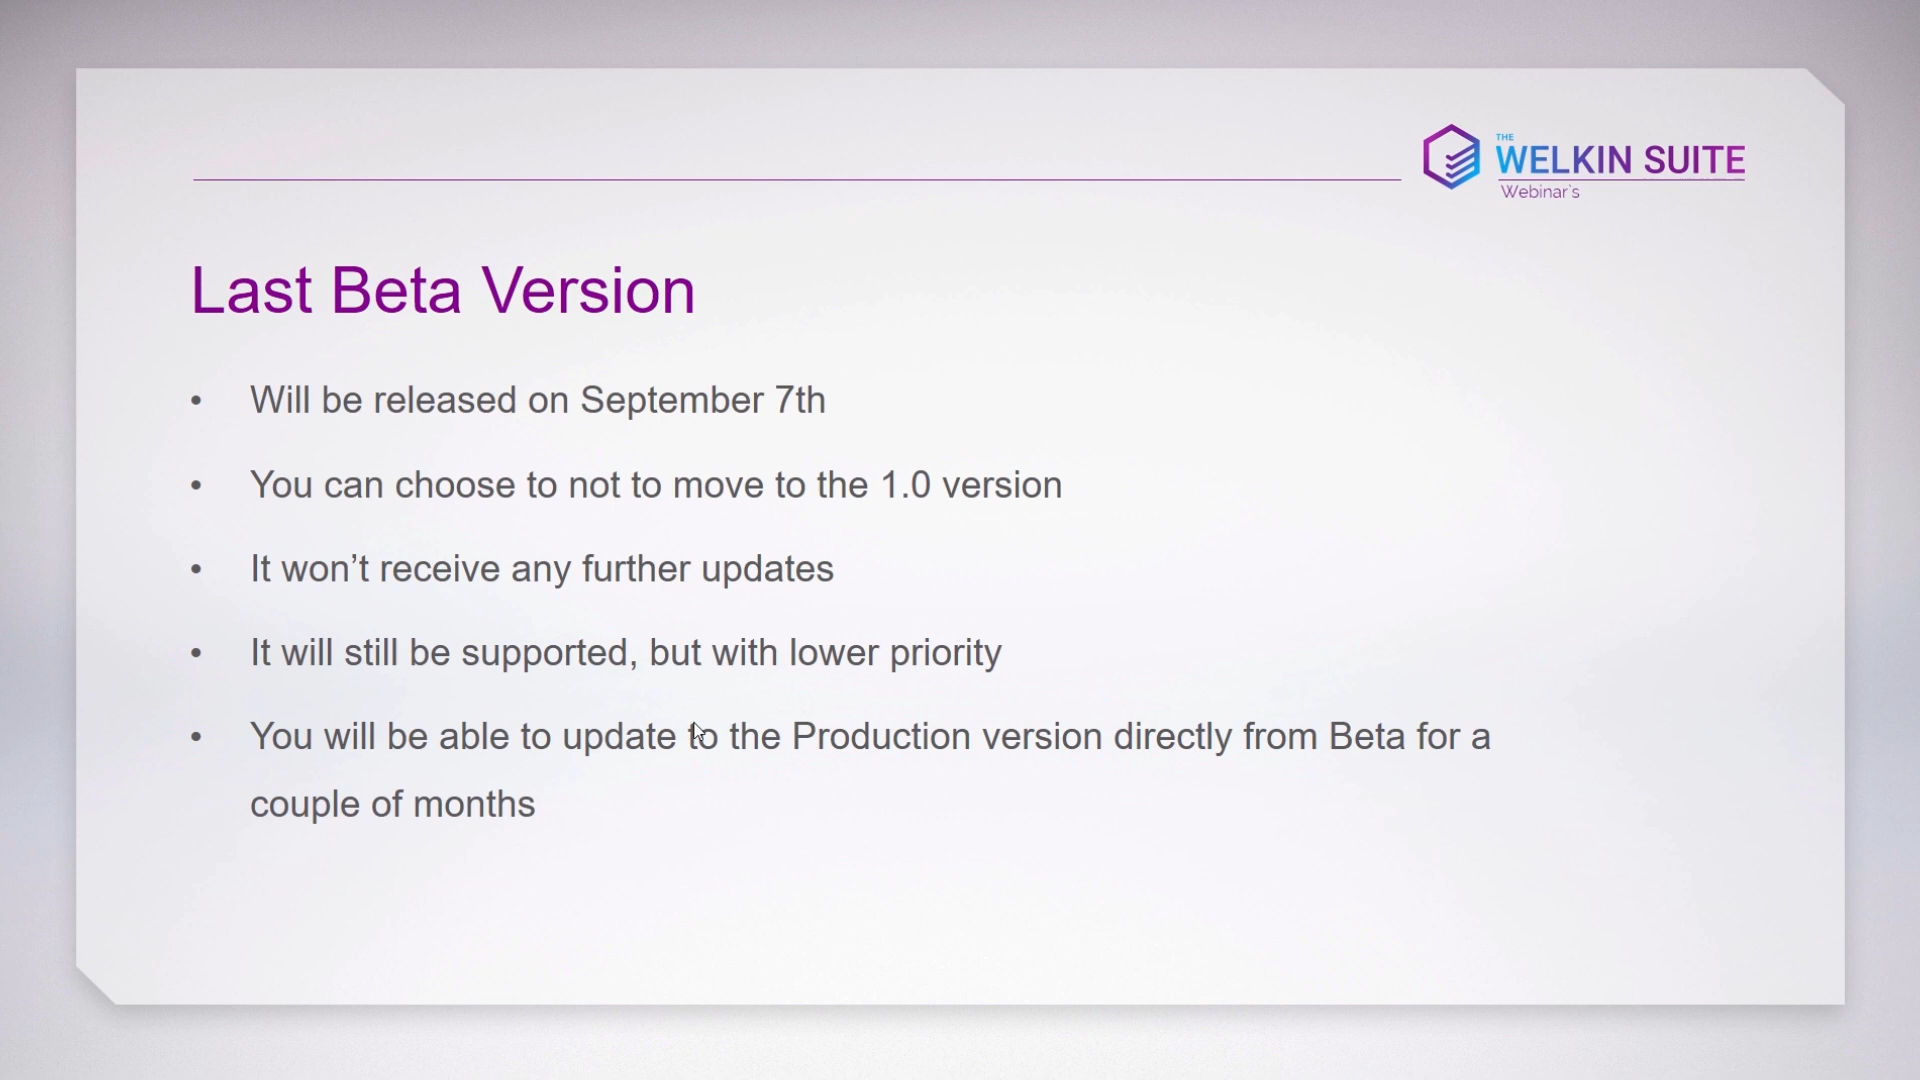 THE
WELKIN SUITE
Webinar`s
Last Beta Version
• Will be released on September 7th
• You can choose to not to move to the 1.0 version
• It won’t receive any further updates
• It will still be supported, but with lower priority
• You will be able to update to the Production version directly from Beta for a
couple of months